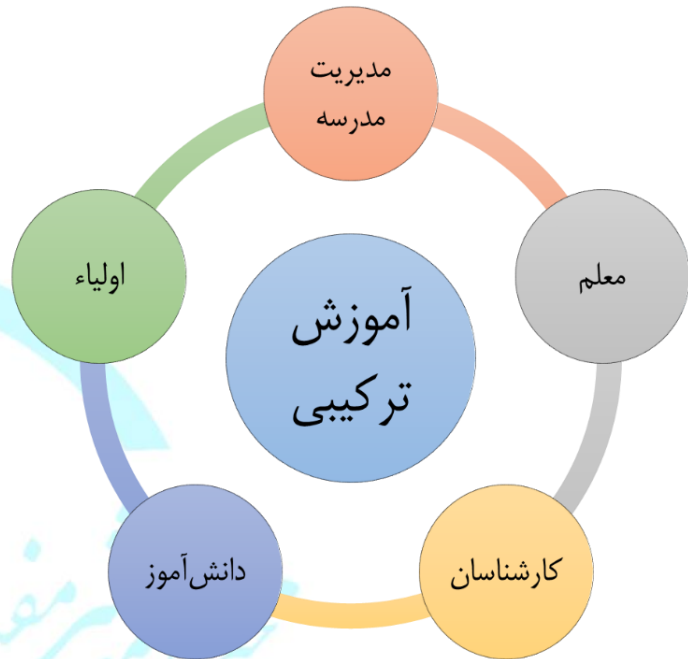 مدیریت
مدرسه
معلم
کارشناسان
دانش‌آموز
اولیاء
آموزش
ترکیبی